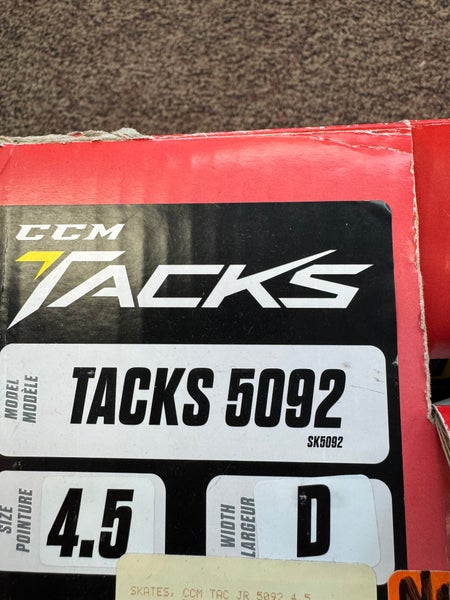 CCM
TACKS
MODEL
MODÈLE
TACKS 5092
SK5092
SIZE
POINTURE
4.5
WIDTH
LARGEUR
D
SKATES, CCM TAC JR 5092 4.5